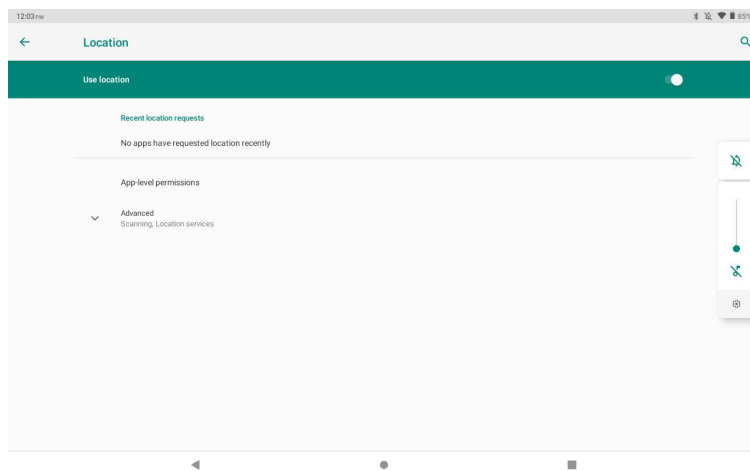 12:03 PM
85%
Location
Use location
Recent location requests
No apps have requested location recently
App-level permissions
Advanced
Scanning, Location services